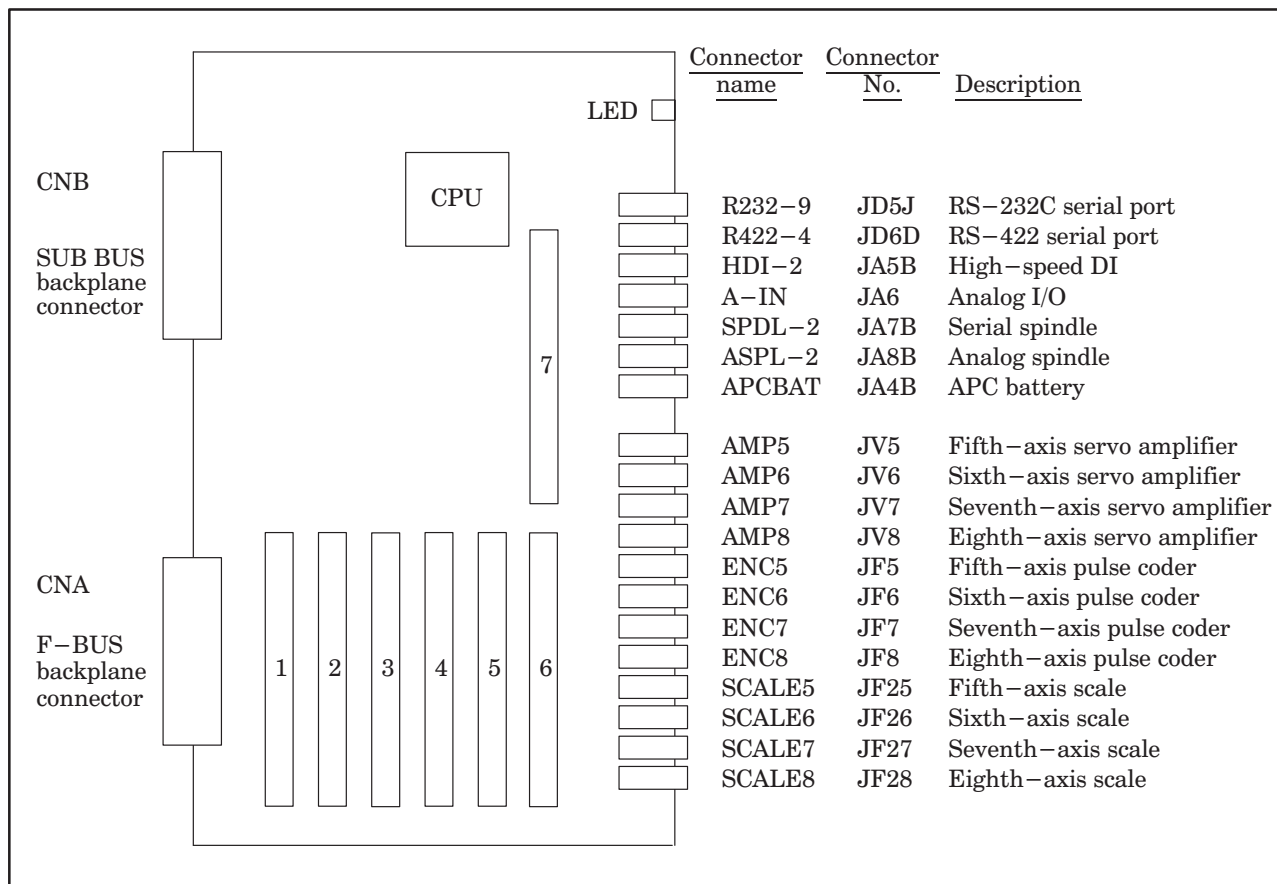 Connector name Connector No. Description
LED
CNB
CPU
SUB BUS
backplane
connector
R232−9 JD5J RS−232C serial port
R422−4 JD6D RS−422 serial port
HDI−2 JA5B High−speed DI
A−IN JA6 Analog I/O
SPDL−2 JA7B Serial spindle
ASPL−2 JA8B Analog spindle
APCBAT JA4B APC battery
7
AMP5 JV5 Fifth−axis servo amplifier
AMP6 JV6 Sixth−axis servo amplifier
AMP7 JV7 Seventh−axis servo amplifier
AMP8 JV8 Eighth−axis servo amplifier
ENC5 JF5 Fifth−axis pulse coder
ENC6 JF6 Sixth−axis pulse coder
ENC7 JF7 Seventh−axis pulse coder
ENC8 JF8 Eighth−axis pulse coder
SCALE5 JF25 Fifth−axis scale
SCALE6 JF26 Sixth−axis scale
SCALE7 JF27 Seventh−axis scale
SCALE8 JF28 Eighth−axis scale
CNA
F−BUS
backplane
connector
1 2 3 4 5 6